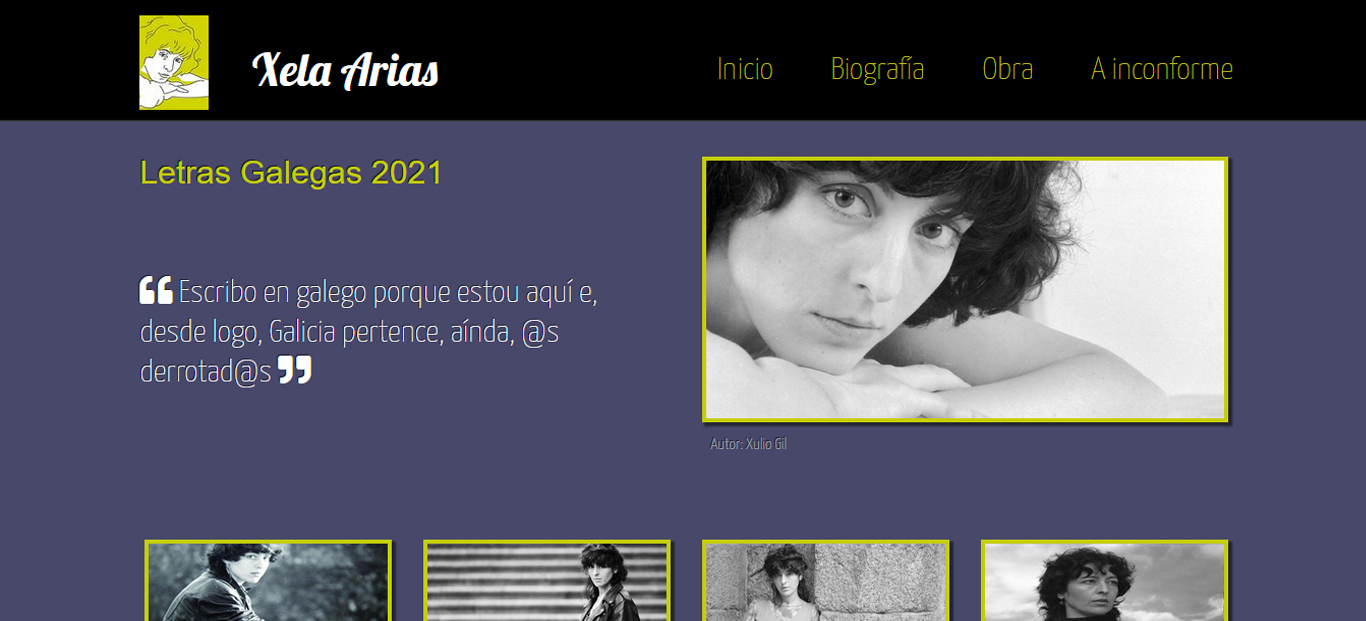 Xela Arias
Inicio
Biografía
Obra
A inconforme
Letras Galegas 2021
❝ Escribo en galego porque estou aquí e,
desde logo, Galicia pertence, aínda, @s
derrotad@s ❞
Autor: Xulio Gil